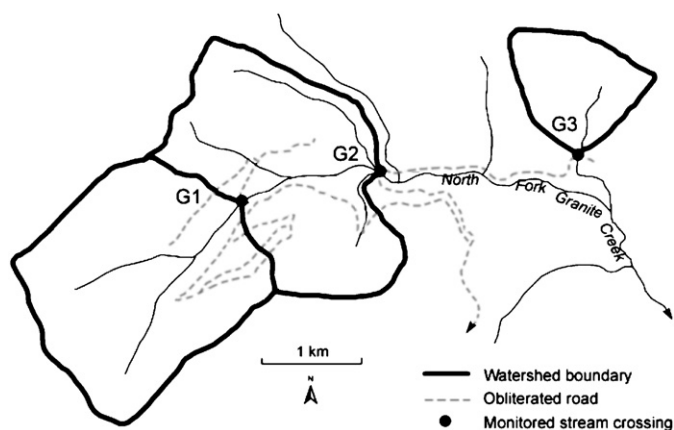 G3
G2
North Fork Granite Creek
G1
1 km
N
Watershed boundary
Obliterated road
Monitored stream crossing